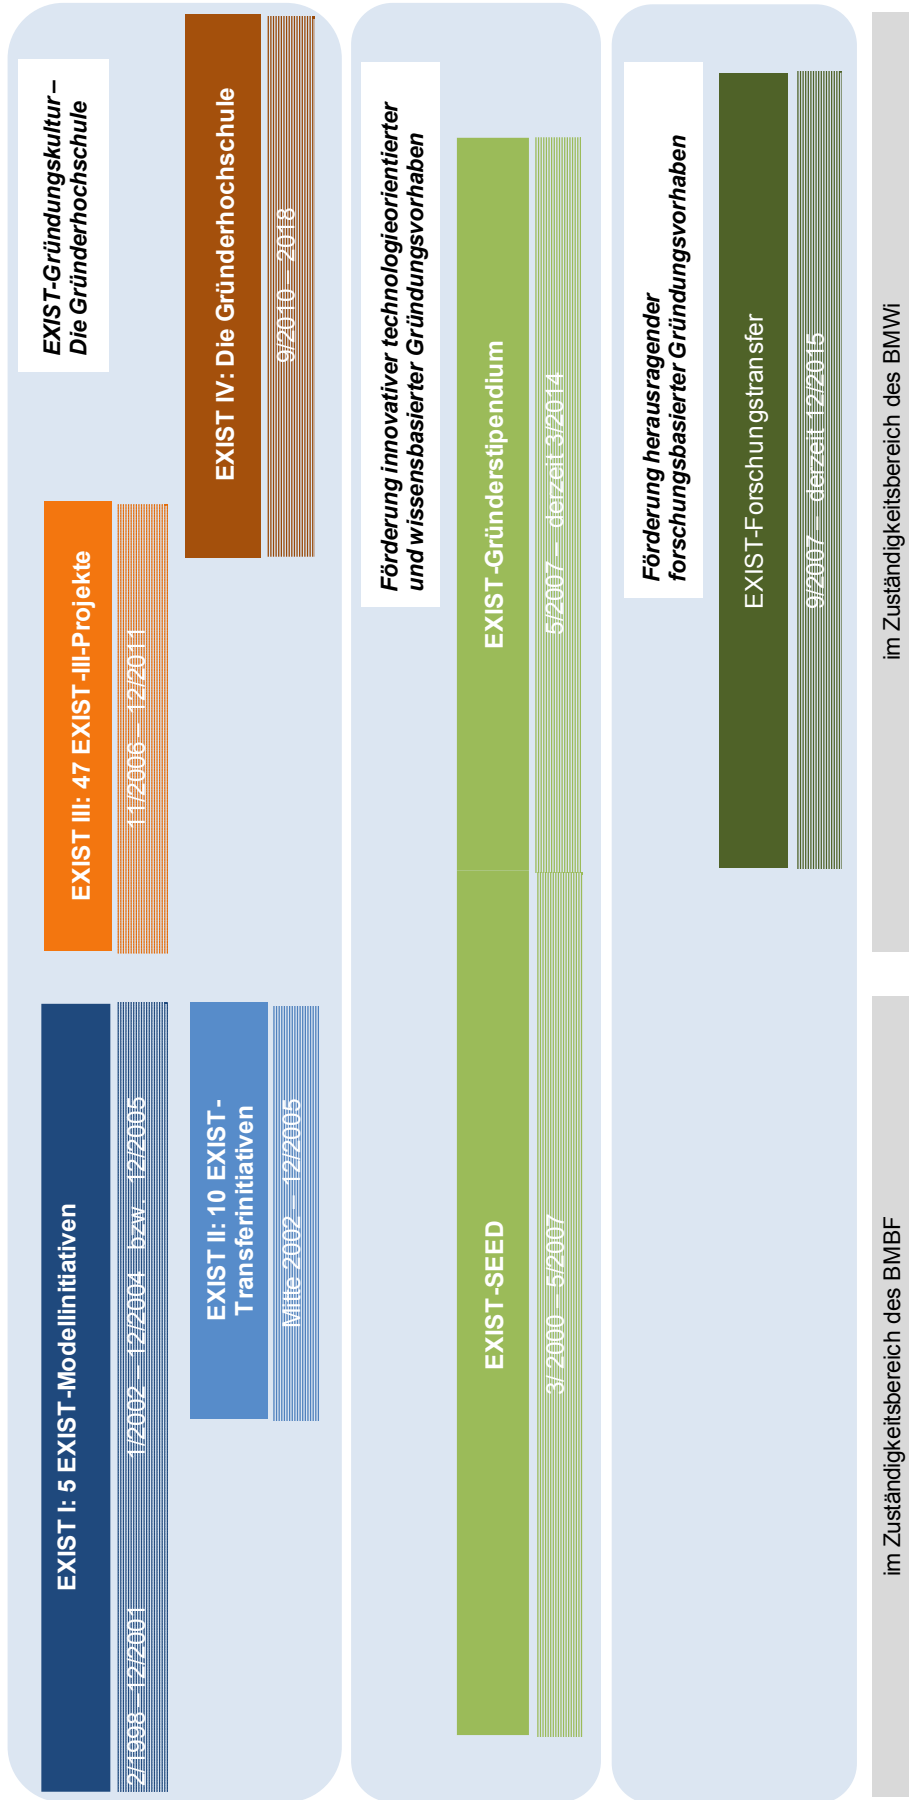 EXIST-Gründungskultur –
Die Gründerhochschule
EXIST I: 5 EXIST-Modellinitiativen
2/1998 –12/2001 1/2002 – 12/2004 bzw. 12/2005
EXIST III: 47 EXIST-III-Projekte
11/2006 – 12/2011
EXIST II: 10 EXIST-
Transferinitiativen
Mitte 2002 – 12/2005
EXIST IV: Die Gründerhochschule
9/2010 – 2018
Förderung innovativer technologieorientierter
und wissensbasierter Gründungsvorhaben
EXIST-SEED
3/ 2000 – 5/2007
EXIST-Gründerstipendium
5/2007 – derzeit 3/2014
Förderung herausragender
forschungsbasierter Gründungsvorhaben
EXIST-Forschungstransfer
9/2007 – derzeit 12/2015
im Zuständigkeitsbereich des BMBF
im Zuständigkeitsbereich des BMWi